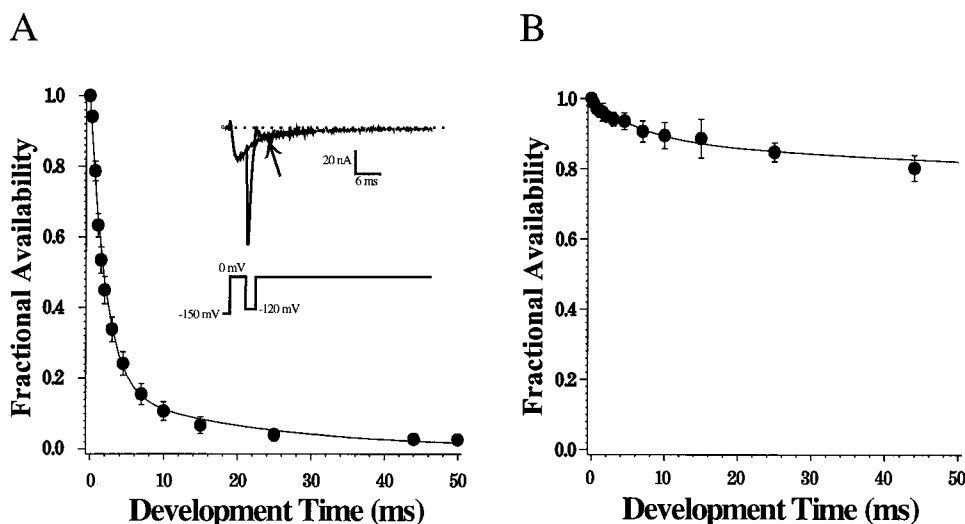 A
Fractional Availability
1.0
0.8
0.6
0.4
0.2
0.0
20 nA
6 ms
0 mV
-150 mV
-120 mV
0 10 20 30 40 50
Development Time (ms)
B
Fractional Availability
1.0
0.8
0.6
0.4
0.2
0.0
0 10 20 30 40 50
Development Time (ms)